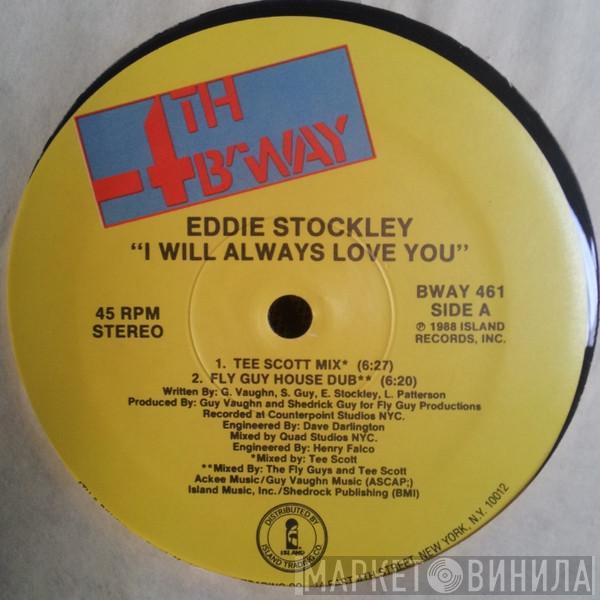 4TH
B'WAY
EDDIE STOCKLEY
"I WILL ALWAYS LOVE YOU"
45 RPM
STEREO
BWAY 461
SIDE A
℗ 1988 ISLAND
RECORDS, INC.
1. TEE SCOTT MIX* (6:27)
2. FLY GUY HOUSE DUB** (6:20)
Written By: G. Vaughn, S. Guy, E. Stockley, L. Patterson
Produced By: Guy Vaughn and Shedrick Guy for Fly Guy Productions
Recorded at Counterpoint Studios NYC.
Engineered By: Dave Darlington
Mixed by Quad Studios NYC.
Engineered By: Henry Falco
*Mixed by: Tee Scott
**Mixed By: The Fly Guys and Tee Scott
Ackee Music/Guy Vaughn Music (ASCAP;)
Island Music, Inc./Shedrock Publishing (BMI)
DISTRIBUTED BY
ISLAND
ISLAND TRADING CO.
STREET, NEW YORK, N.Y. 10012
МАРКЕТ ВИНИЛА